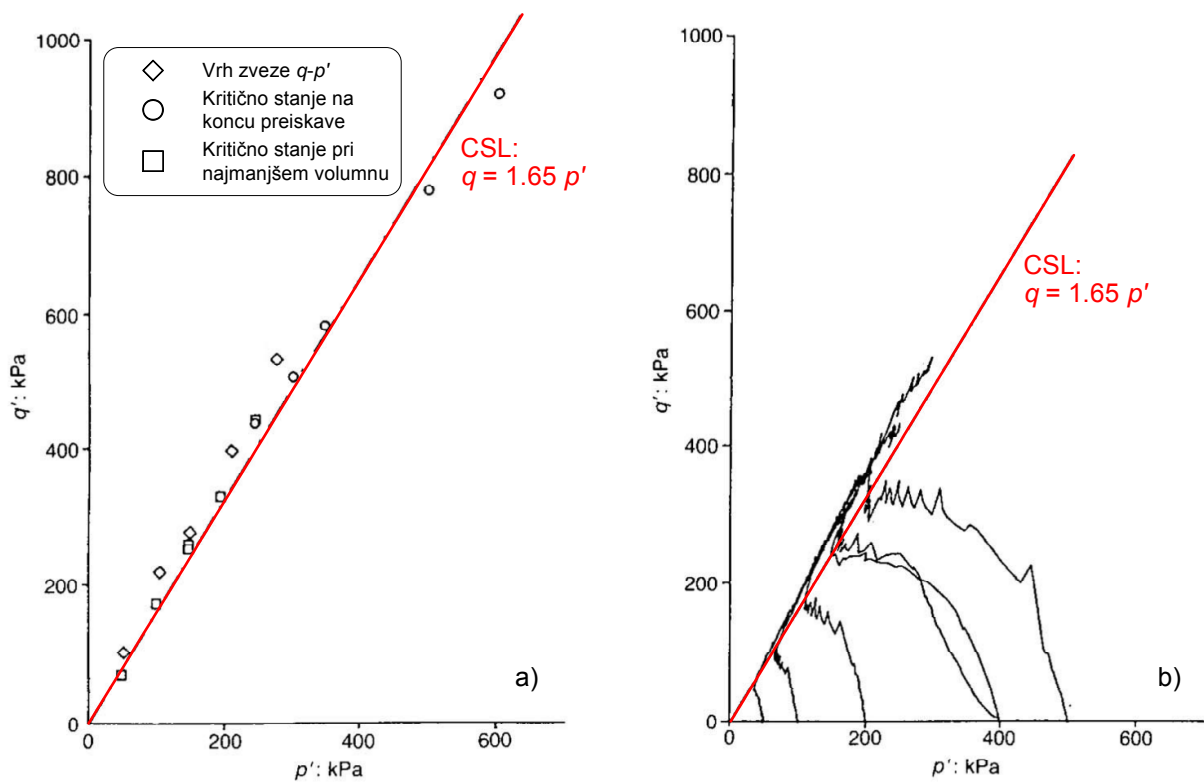 1000
800
600
400
200
0
q': kPa
Vrh zveze q-p'
Kritično stanje na
koncu preiskave
Kritično stanje pri
najmanjšem volumnu
CSL:
q = 1.65 p'
a)
0
200
400
600
p': kPa
1000
800
600
400
200
0
q': kPa
CSL:
q = 1.65 p'
b)
0
200
400
600
p': kPa